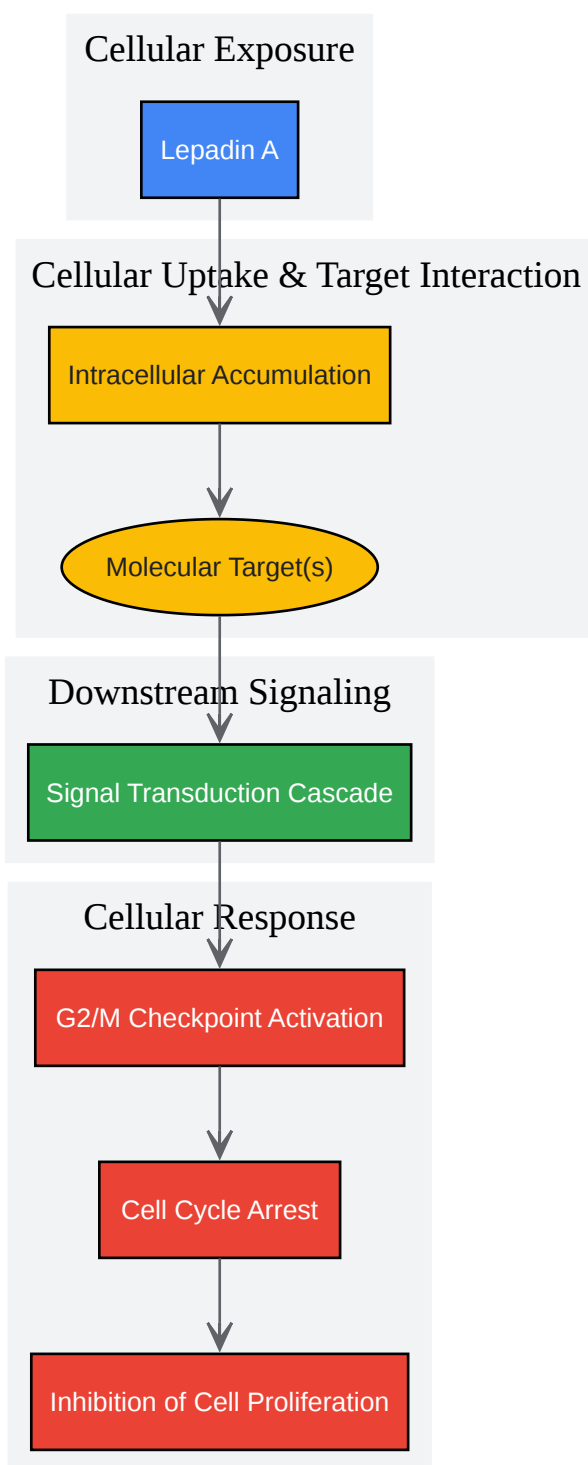 Cellular Exposure
Lepadin A
Cellular Uptake & Target Interaction
Intracellular Accumulation
Molecular Target(s)
Downstream Signaling
Signal Transduction Cascade
Cellular Response
G2/M Checkpoint Activation
Cell Cycle Arrest
Inhibition of Cell Proliferation